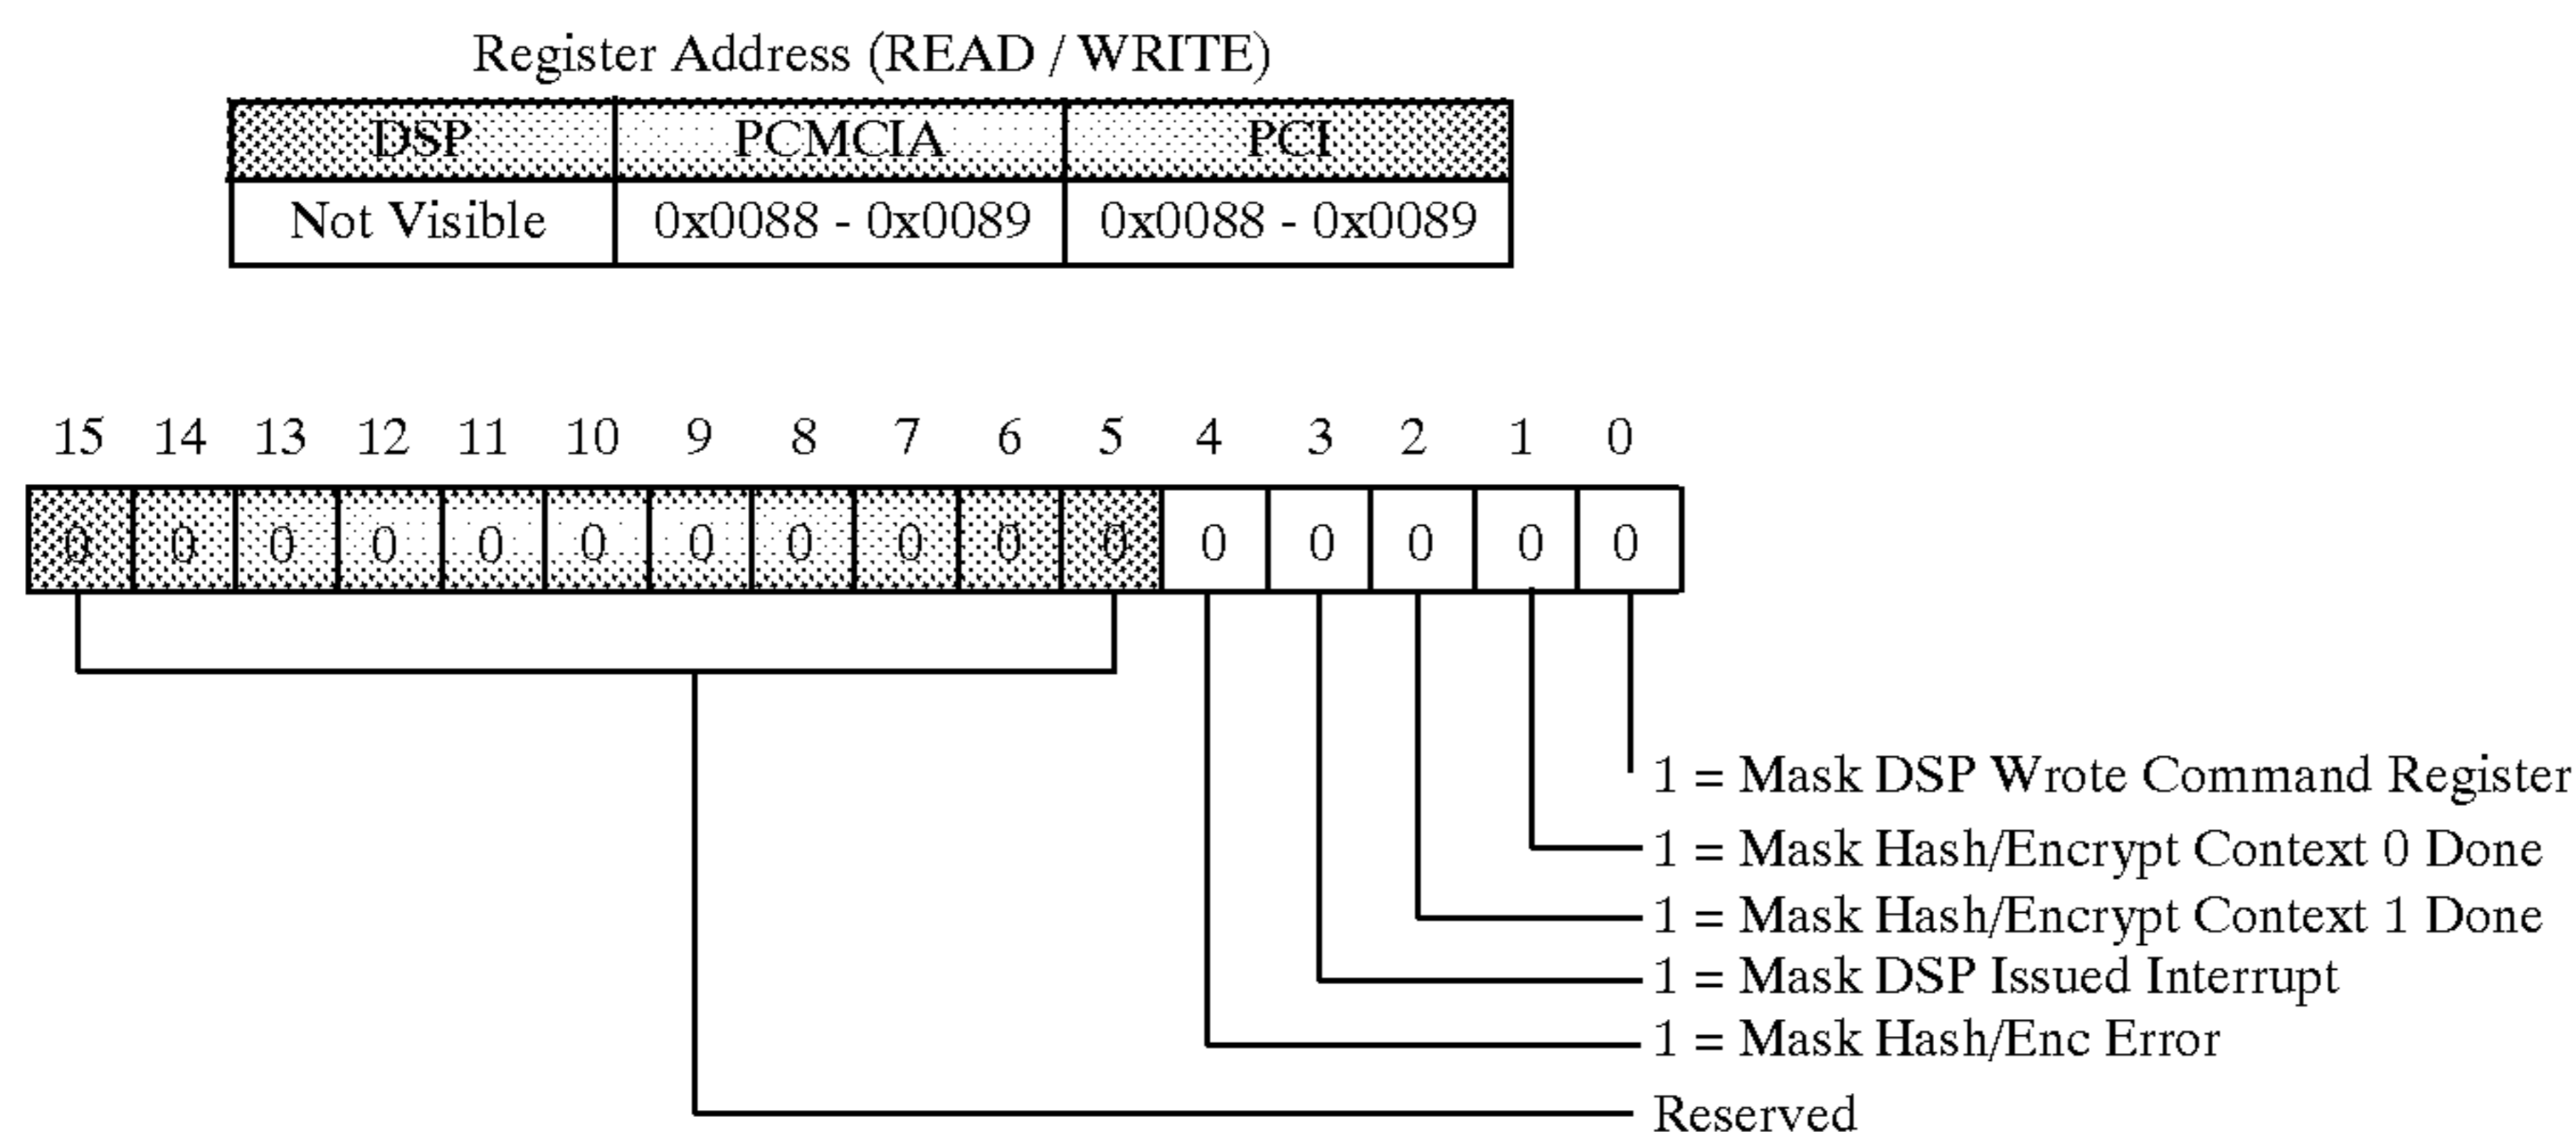 Register Address (READ / WRITE)
DSP PCMCIA PCI
Not Visible 0x0088 - 0x0089 0x0088 - 0x0089
15 14 13 12 11 10 9 8 7 6 5 4 3 2 1 0
0 0 0 0 0 0 0 0 0 0 0 0 0 0 0 0
1 = Mask DSP Wrote Command Register
1 = Mask Hash/Encrypt Context 0 Done
1 = Mask Hash/Encrypt Context 1 Done
1 = Mask DSP Issued Interrupt
1 = Mask Hash/Enc Error
Reserved